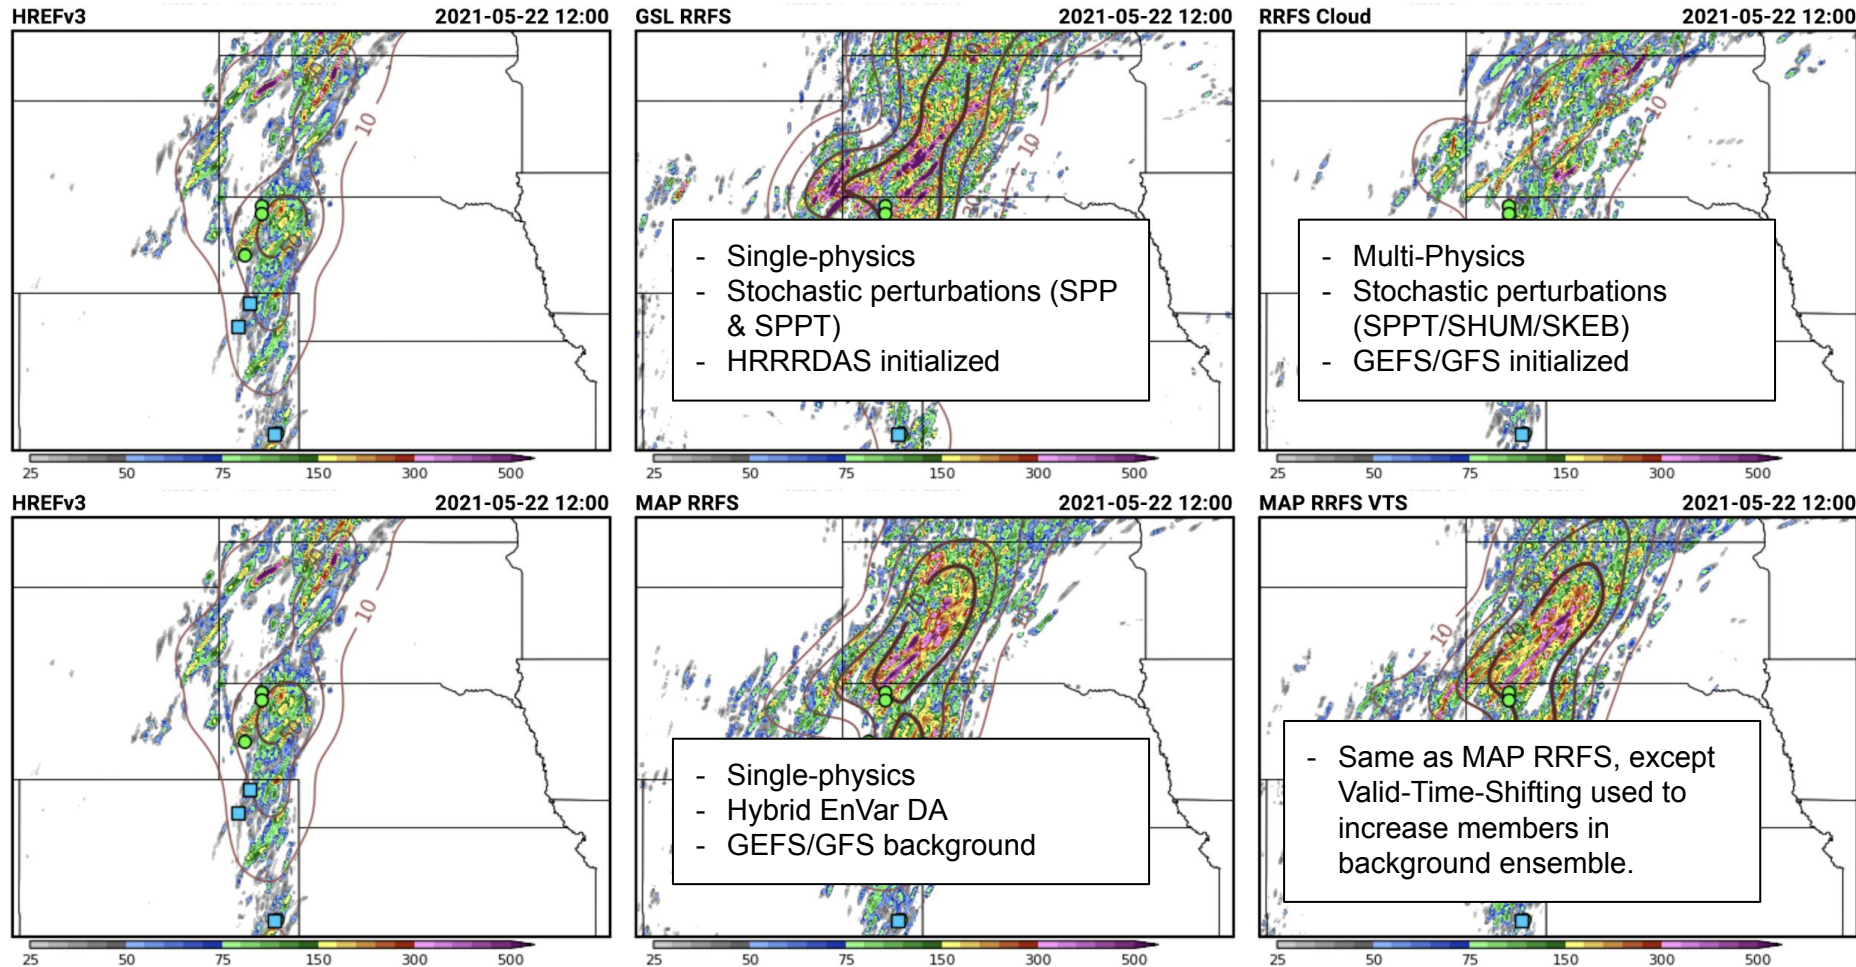 HREFv3 2021-05-22 12:00
GSL RRFS 2021-05-22 12:00
RRFS Cloud 2021-05-22 12:00
10
10
10
- Single-physics
- Stochastic perturbations (SPP
& SPPT)
- HRRRDAS initialized
- Multi-Physics
- Stochastic perturbations
(SPPT/SHUM/SKEB)
- GEFS/GFS initialized
25 50 75 150 300 500
25 50 75 150 300 500
25 50 75 150 300 500
HREFv3 2021-05-22 12:00
MAP RRFS 2021-05-22 12:00
MAP RRFS VTS 2021-05-22 12:00
10
10
- Single-physics
- Hybrid EnVar DA
- GEFS/GFS background
- Same as MAP RRFS, except
Valid-Time-Shifting used to
increase members in
background ensemble.
25 50 75 150 300 500
25 50 75 150 300 500
25 50 75 150 300 500